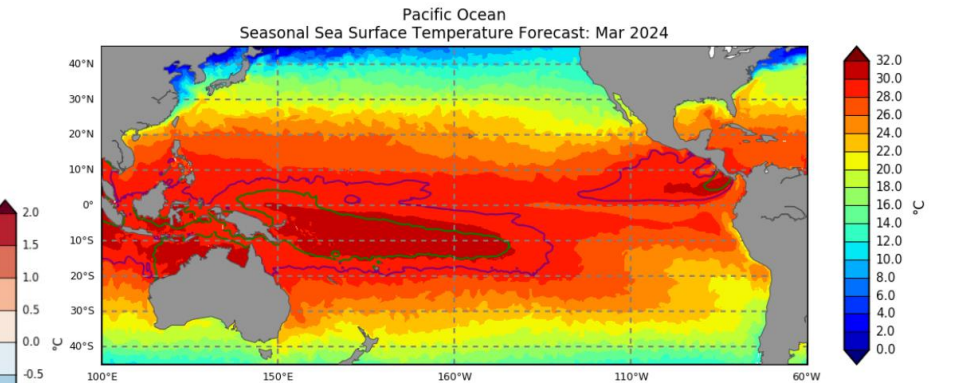 Pacific Ocean
Seasonal Sea Surface Temperature Forecast: Mar 2024
40°N
30°N
20°N
10°N
0°
10°S
20°S
30°S
40°S
100°E
150°E
160°W
110°W
60°W
32.0
30.0
28.0
26.0
24.0
22.0
20.0
18.0
16.0
14.0
12.0
10.0
8.0
6.0
4.0
2.0
0.0
°C
2.0
1.5
1.0
0.5
0.0
-0.5
°C